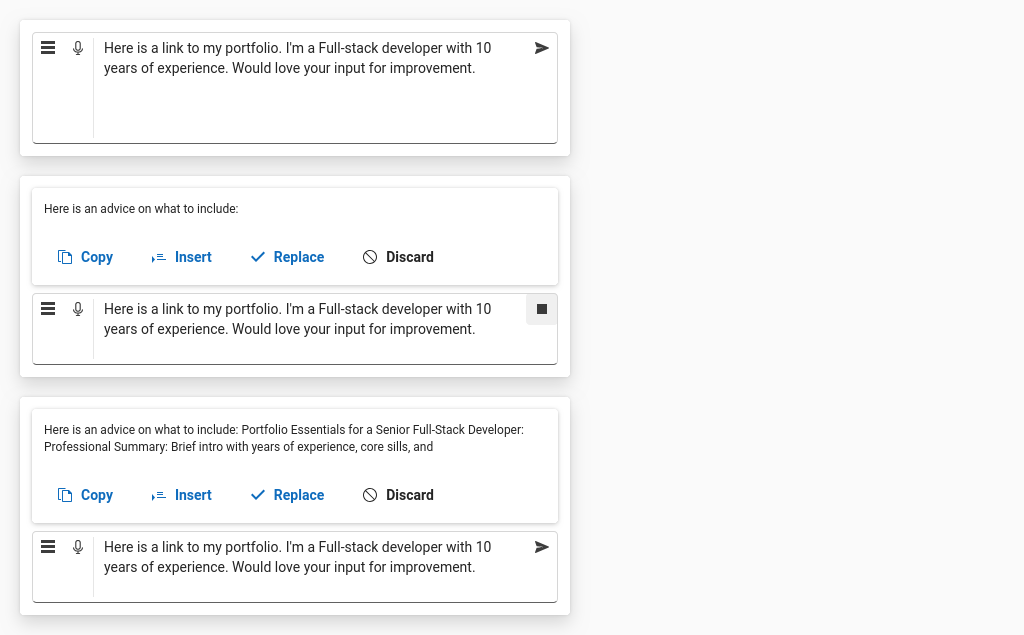 Here is a link to my portfolio. I'm a Full-stack developer with 10
years of experience. Would love your input for improvement.
Here is an advice on what to include:
Copy Insert Replace Discard
Here is a link to my portfolio. I'm a Full-stack developer with 10
years of experience. Would love your input for improvement.
Here is an advice on what to include: Portfolio Essentials for a Senior Full-Stack Developer:
Professional Summary: Brief intro with years of experience, core sills, and
Copy Insert Replace Discard
Here is a link to my portfolio. I'm a Full-stack developer with 10
years of experience. Would love your input for improvement.